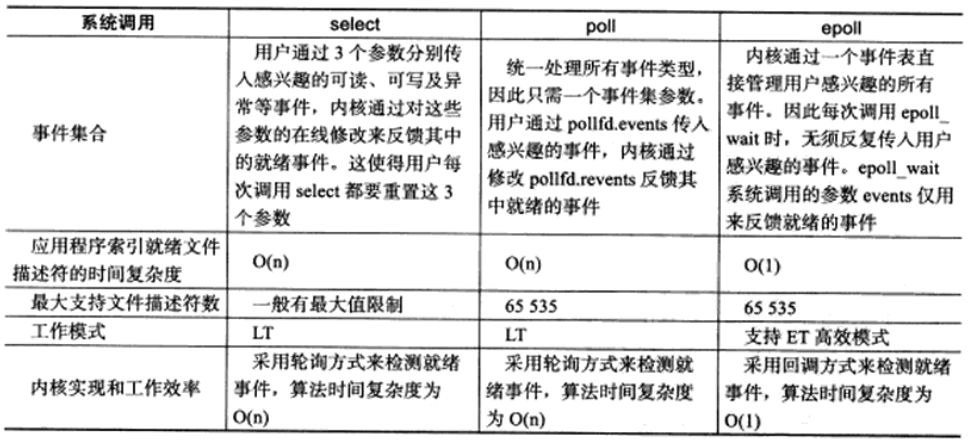 系统调用
select
poll
epoll
事件集合
用户通过 3 个参数分别传
入感兴趣的可读、可写及异
常等事件，内核通过对这些
参数的在线修改来反馈其中
的就绪事件。这使得用户每
次调用 select 都要重置这 3
个参数
统一处理所有事件类型，
因此只需一个事件集参数。
用户通过 pollfd.events 传入
感兴趣的事件，内核通过
修改 pollfd.revents 反馈其
中就绪的事件
内核通过一个事件表直
接管理用户感兴趣的所有
事件。因此每次调用 epoll_
wait 时，无须反复传入用户
感兴趣的事件。epoll_wait
系统调用的参数 events 仅用
来反馈就绪的事件
应用程序索引就绪文件
描述符的时间复杂度
O(n)
O(n)
O(1)
最大支持文件描述符数
一般有最大值限制
65 535
65 535
工作模式
LT
LT
支持 ET 高效模式
内核实现和工作效率
采用轮询方式来检测就绪
事件，算法时间复杂度为
O(n)
采用轮询方式来检测就
绪事件，算法时间复杂度
为 O(n)
采用回调方式来检测就绪
事件，算法时间复杂度为
O(1)